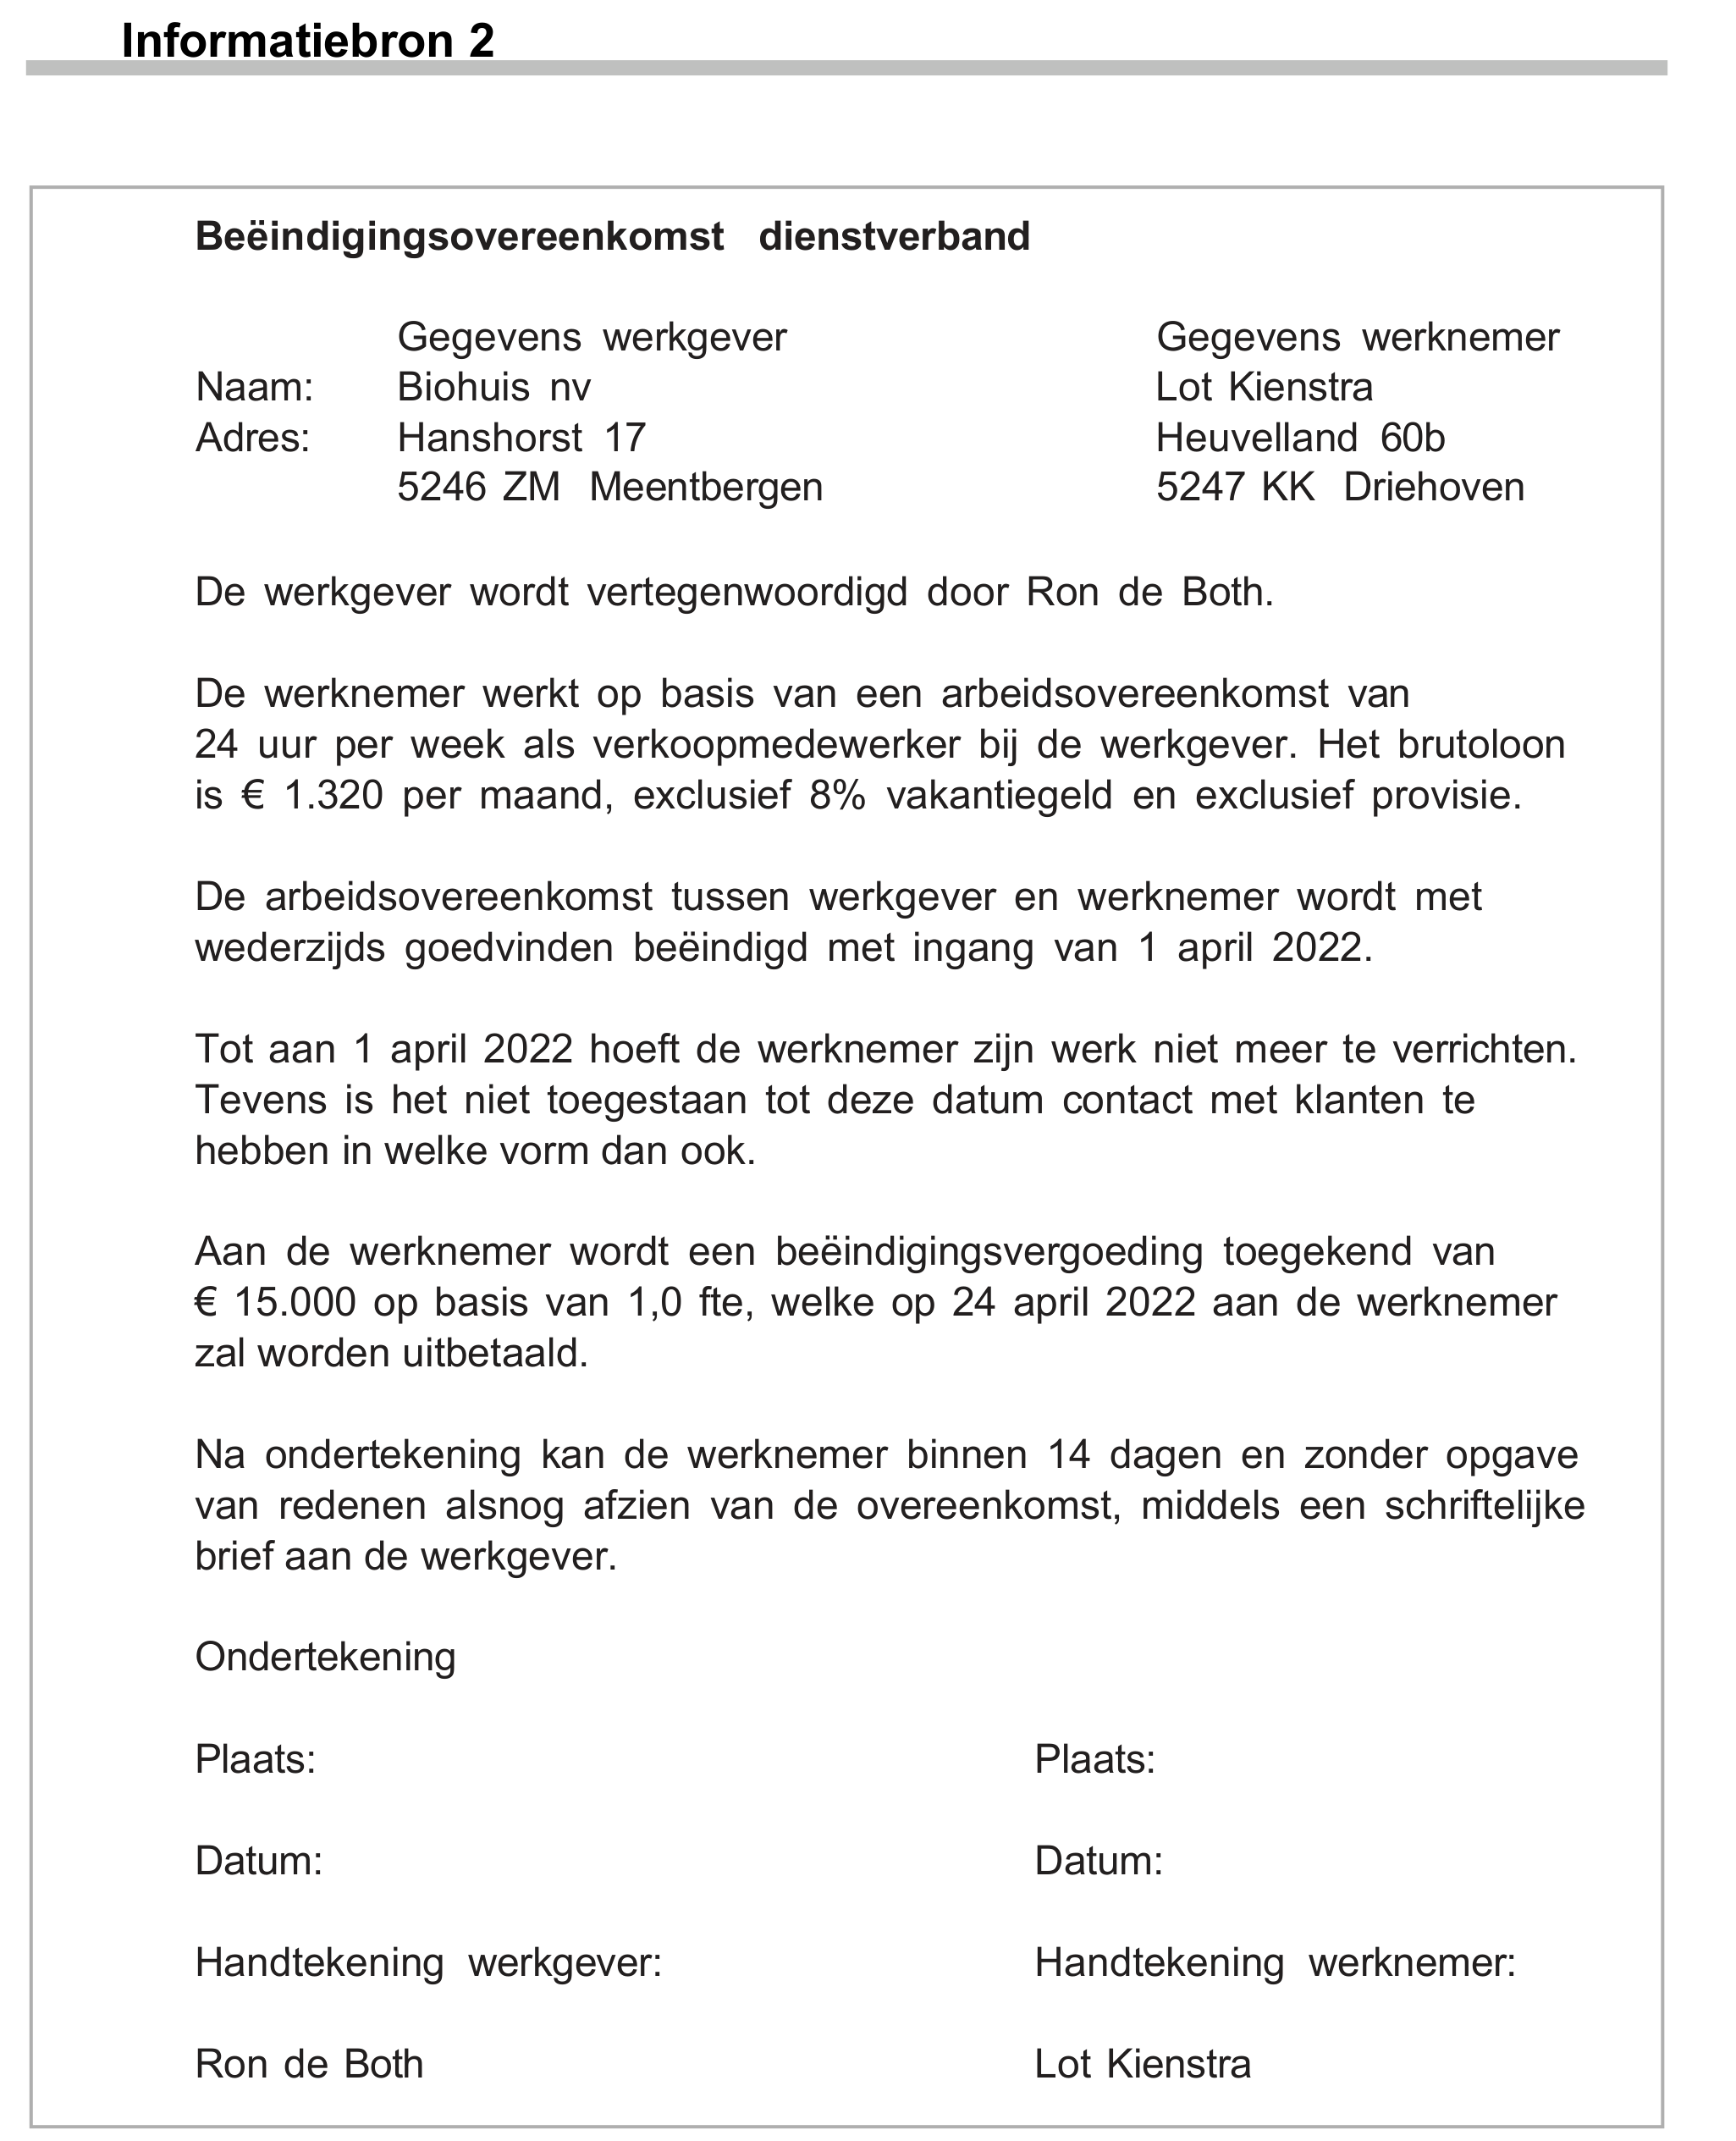 Informatiebron 2
Beëindigingsovereenkomst dienstverband
Gegevens werkgever Gegevens werknemer
Naam: Biohuis nv Lot Kienstra
Adres: Hanshorst 17 Heuvelland 60b
5246 ZM Meentbergen 5247 KK Driehoven
De werkgever wordt vertegenwoordigd door Ron de Both.
De werknemer werkt op basis van een arbeidsovereenkomst van
24 uur per week als verkoopmedewerker bij de werkgever. Het brutoloon
is € 1.320 per maand, exclusief 8% vakantiegeld en exclusief provisie.
De arbeidsovereenkomst tussen werkgever en werknemer wordt met
wederzijds goedvinden beëindigd met ingang van 1 april 2022.
Tot aan 1 april 2022 hoeft de werknemer zijn werk niet meer te verrichten.
Tevens is het niet toegestaan tot deze datum contact met klanten te
hebben in welke vorm dan ook.
Aan de werknemer wordt een beëindigingsvergoeding toegekend van
€ 15.000 op basis van 1,0 fte, welke op 24 april 2022 aan de werknemer
zal worden uitbetaald.
Na ondertekening kan de werknemer binnen 14 dagen en zonder opgave
van redenen alsnog afzien van de overeenkomst, middels een schriftelijke
brief aan de werkgever.
Ondertekening
Plaats: Plaats:
Datum: Datum:
Handtekening werkgever: Handtekening werknemer:
Ron de Both Lot Kienstra